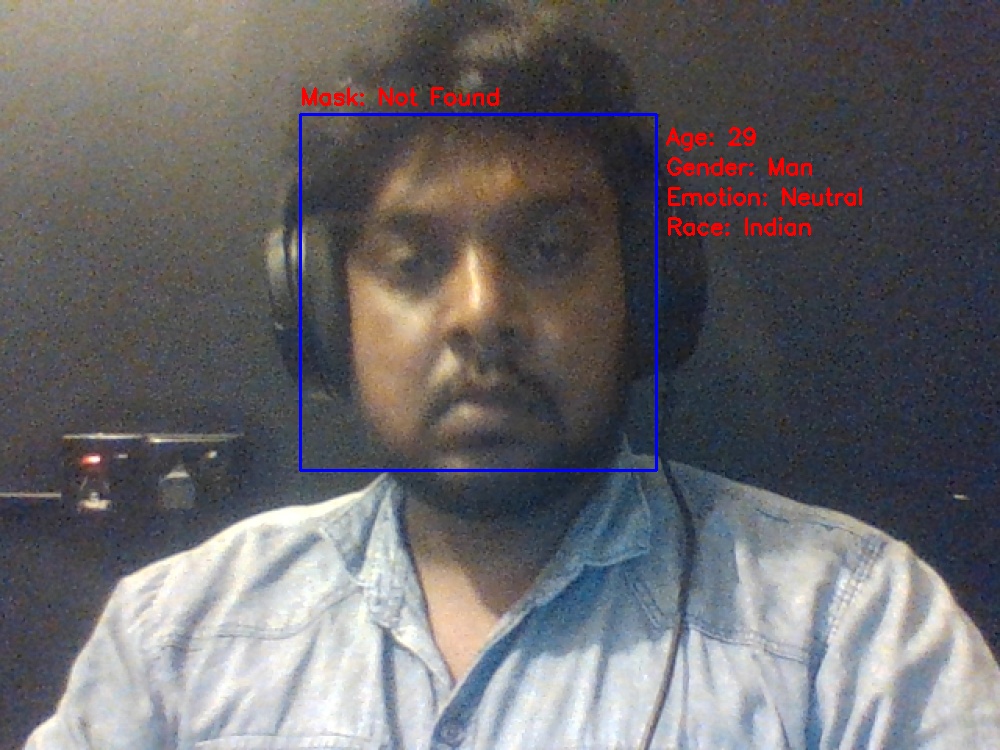 Mask: Not Found
Age: 29
Gender: Man
Emotion: Neutral
Race: Indian